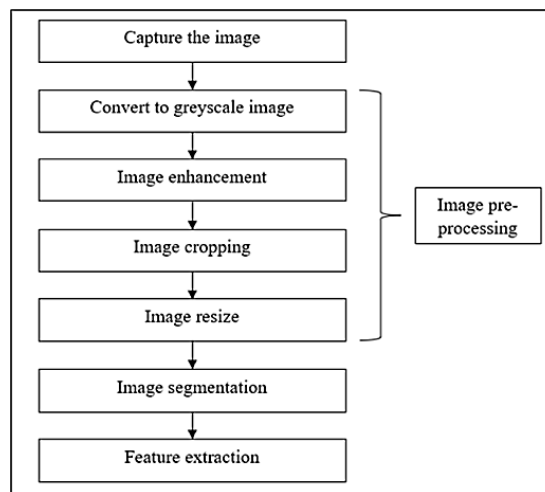 Capture the image
Convert to greyscale image
Image enhancement
Image cropping
Image resize
Image segmentation
Feature extraction
Image pre-
processing